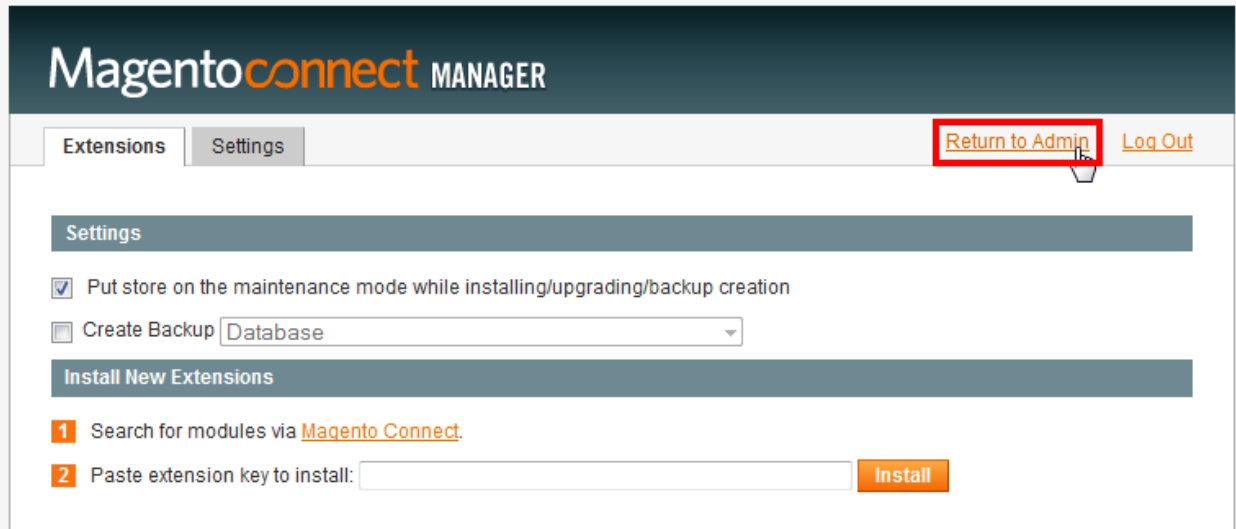 Magentoconnect MANAGER
Extensions Settings Return to Admin Log Out
Settings
Put store on the maintenance mode while installing/upgrading/backup creation
Create Backup Database
Install New Extensions
1 Search for modules via Magento Connect.
2 Paste extension key to install: Install